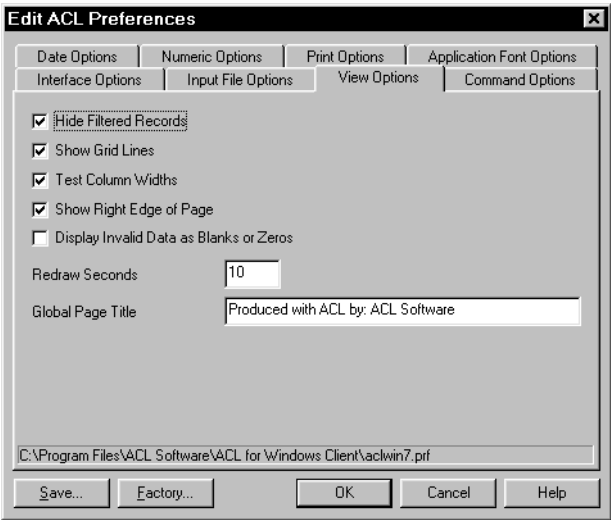 Edit ACL Preferences
Date Options Numeric Options Print Options Application Font Options
Interface Options Input File Options View Options Command Options
Hide Filtered Records
Show Grid Lines
Test Column Widths
Show Right Edge of Page
Display Invalid Data as Blanks or Zeros
Redraw Seconds 10
Global Page Title Produced with ACL by: ACL Software
C:\Program Files\ACL Software\ACL for Windows Client\aclwin7.prf
Save... Factory... OK Cancel Help